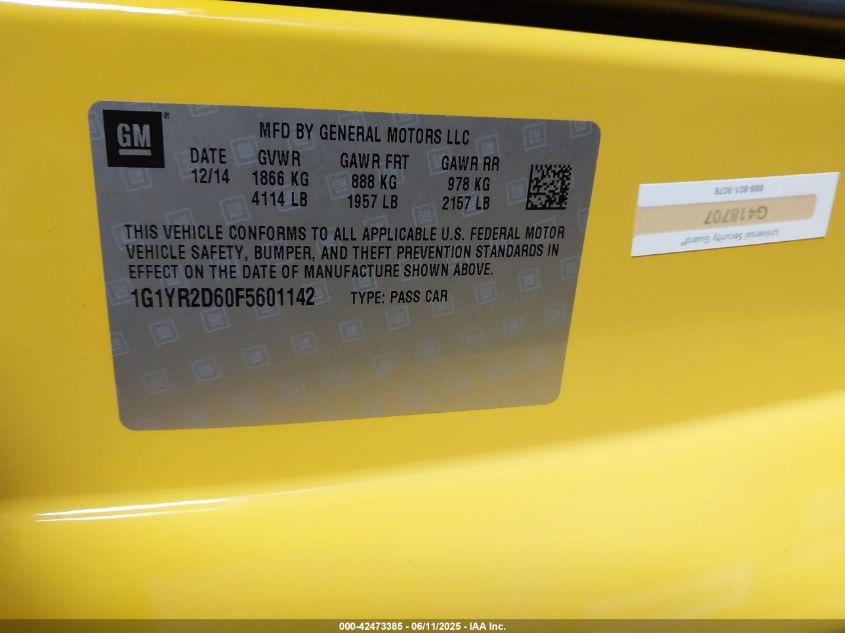 GM
®
MFD BY GENERAL MOTORS LLC
DATE GVWR GAWR FRT GAWR RR
12/14 1866 KG 888 KG 978 KG
4114 LB 1957 LB 2157 LB
THIS VEHICLE CONFORMS TO ALL APPLICABLE U.S. FEDERAL MOTOR
VEHICLE SAFETY, BUMPER, AND THEFT PREVENTION STANDARDS IN
EFFECT ON THE DATE OF MANUFACTURE SHOWN ABOVE.
1G1YR2D60F5601142 TYPE: PASS CAR
Universal Security Guard®
G418707
888-801-3078
000-42473385 - 06/11/2025 - IAA Inc.